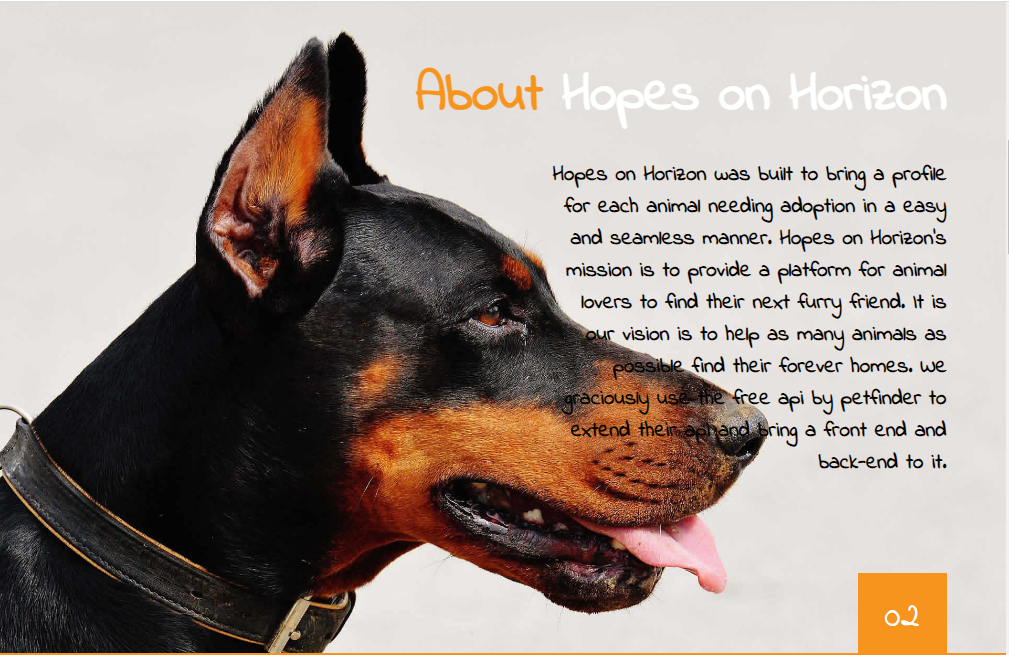 About Hopes on Horizon
Hopes on Horizon was built to bring a profile
for each animal needing adoption in a easy
and seamless manner. Hopes on Horizon's
mission is to provide a platform for animal
lovers to find their next furry friend. It is
our vision is to help as many animals as
possible find their forever homes. We
graciously use the free api by petfinder to
extend their api and bring a front end and
back-end to it.
02